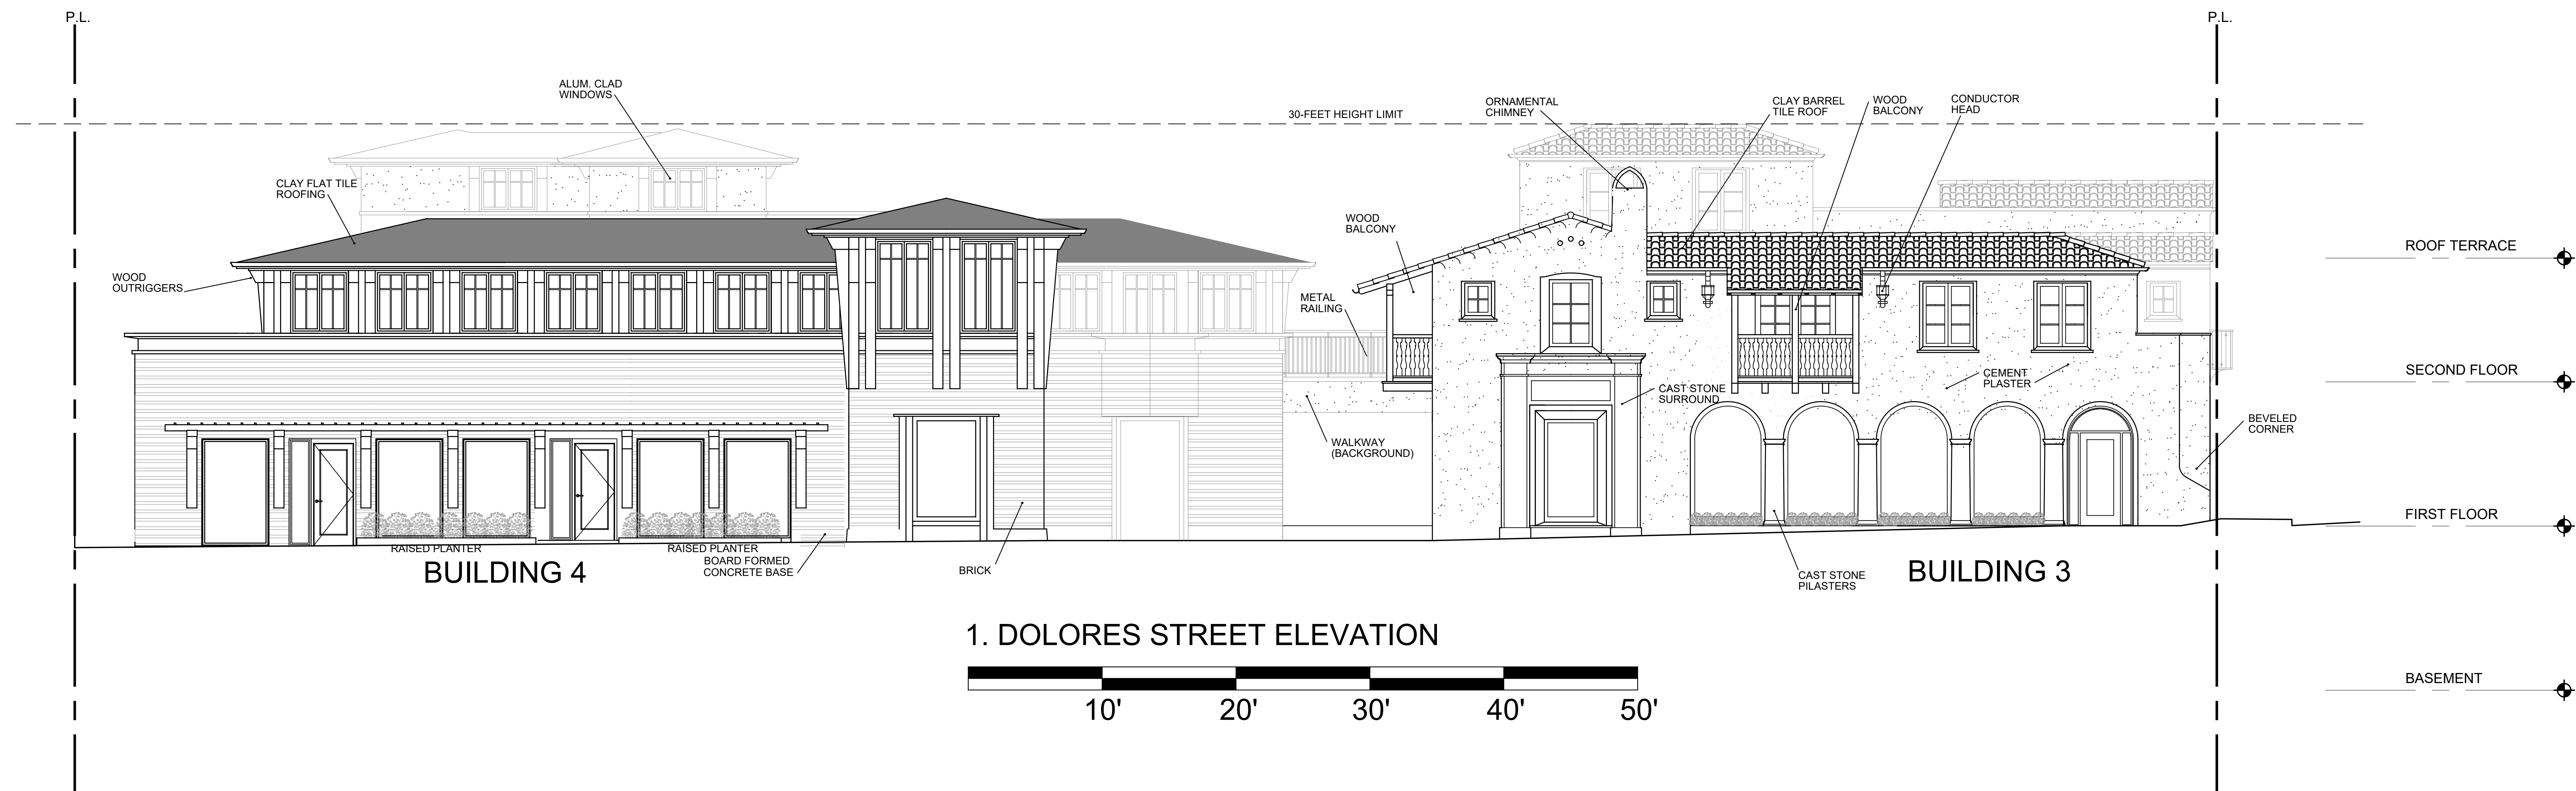 P.L.
P.L.
ALUM. CLAD
WINDOWS
30-FEET HEIGHT LIMIT
ORNAMENTAL
CHIMNEY
CLAY BARREL
TILE ROOF
WOOD
BALCONY
CONDUCTOR
HEAD
CLAY FLAT TILE
ROOFING
WOOD
BALCONY
ROOF TERRACE
WOOD
OUTRIGGERS
METAL
RAILING
SECOND FLOOR
CEMENT
PLASTER
CAST STONE
SURROUND
BEVELED
CORNER
WALKWAY
(BACKGROUND)
FIRST FLOOR
RAISED PLANTER
RAISED PLANTER
BOARD FORMED
CONCRETE BASE
BRICK
CAST STONE
PILASTERS
BUILDING 4
BUILDING 3
1. DOLORES STREET ELEVATION
BASEMENT
10' 20' 30' 40' 50'